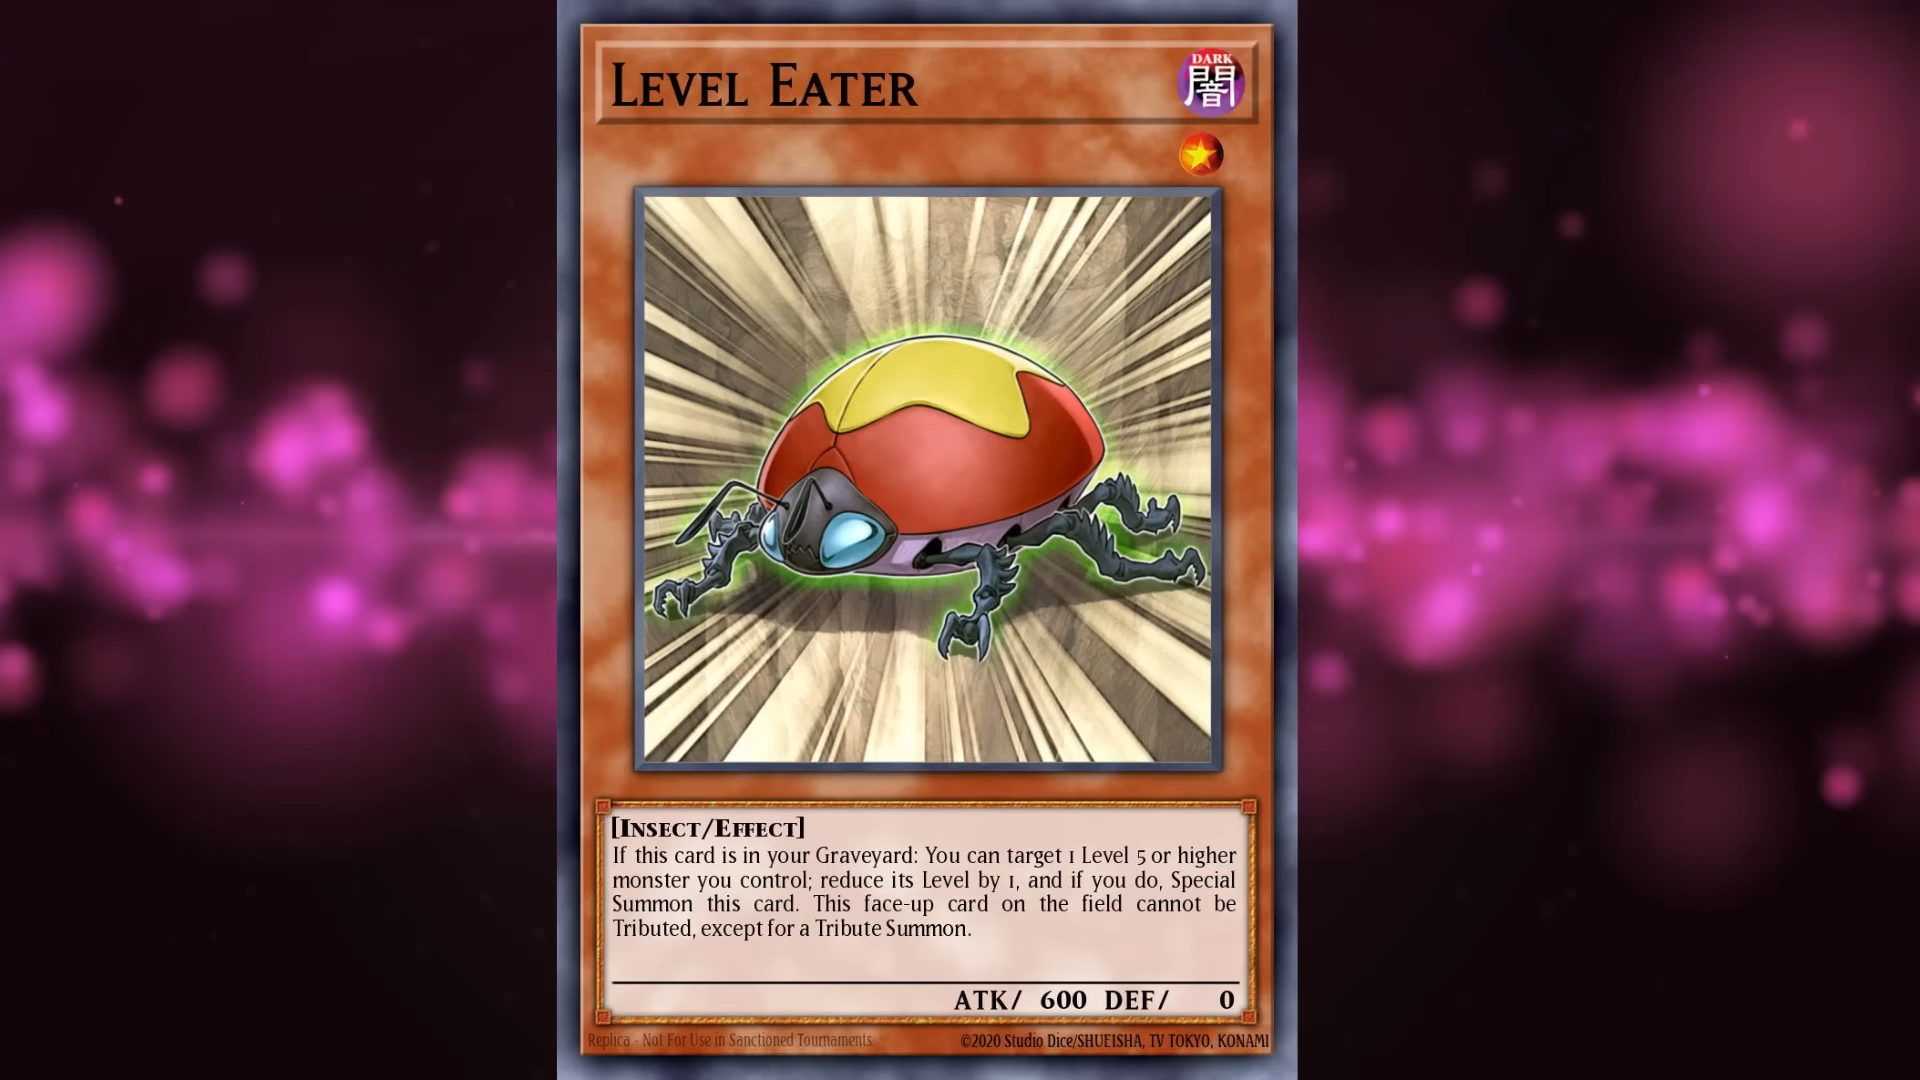 Level Eater
DARK
闇
[Insect/Effect]
If this card is in your Graveyard: You can target 1 Level 5 or higher
monster you control; reduce its Level by 1, and if you do, Special
Summon this card. This face-up card on the field cannot be
Tributed, except for a Tribute Summon.
ATK/ 600 DEF/ 0
Replica - Not For Use in Sanctioned Tournaments
©2020 Studio Dice/SHUEISHA, TV TOKYO, KONAMI